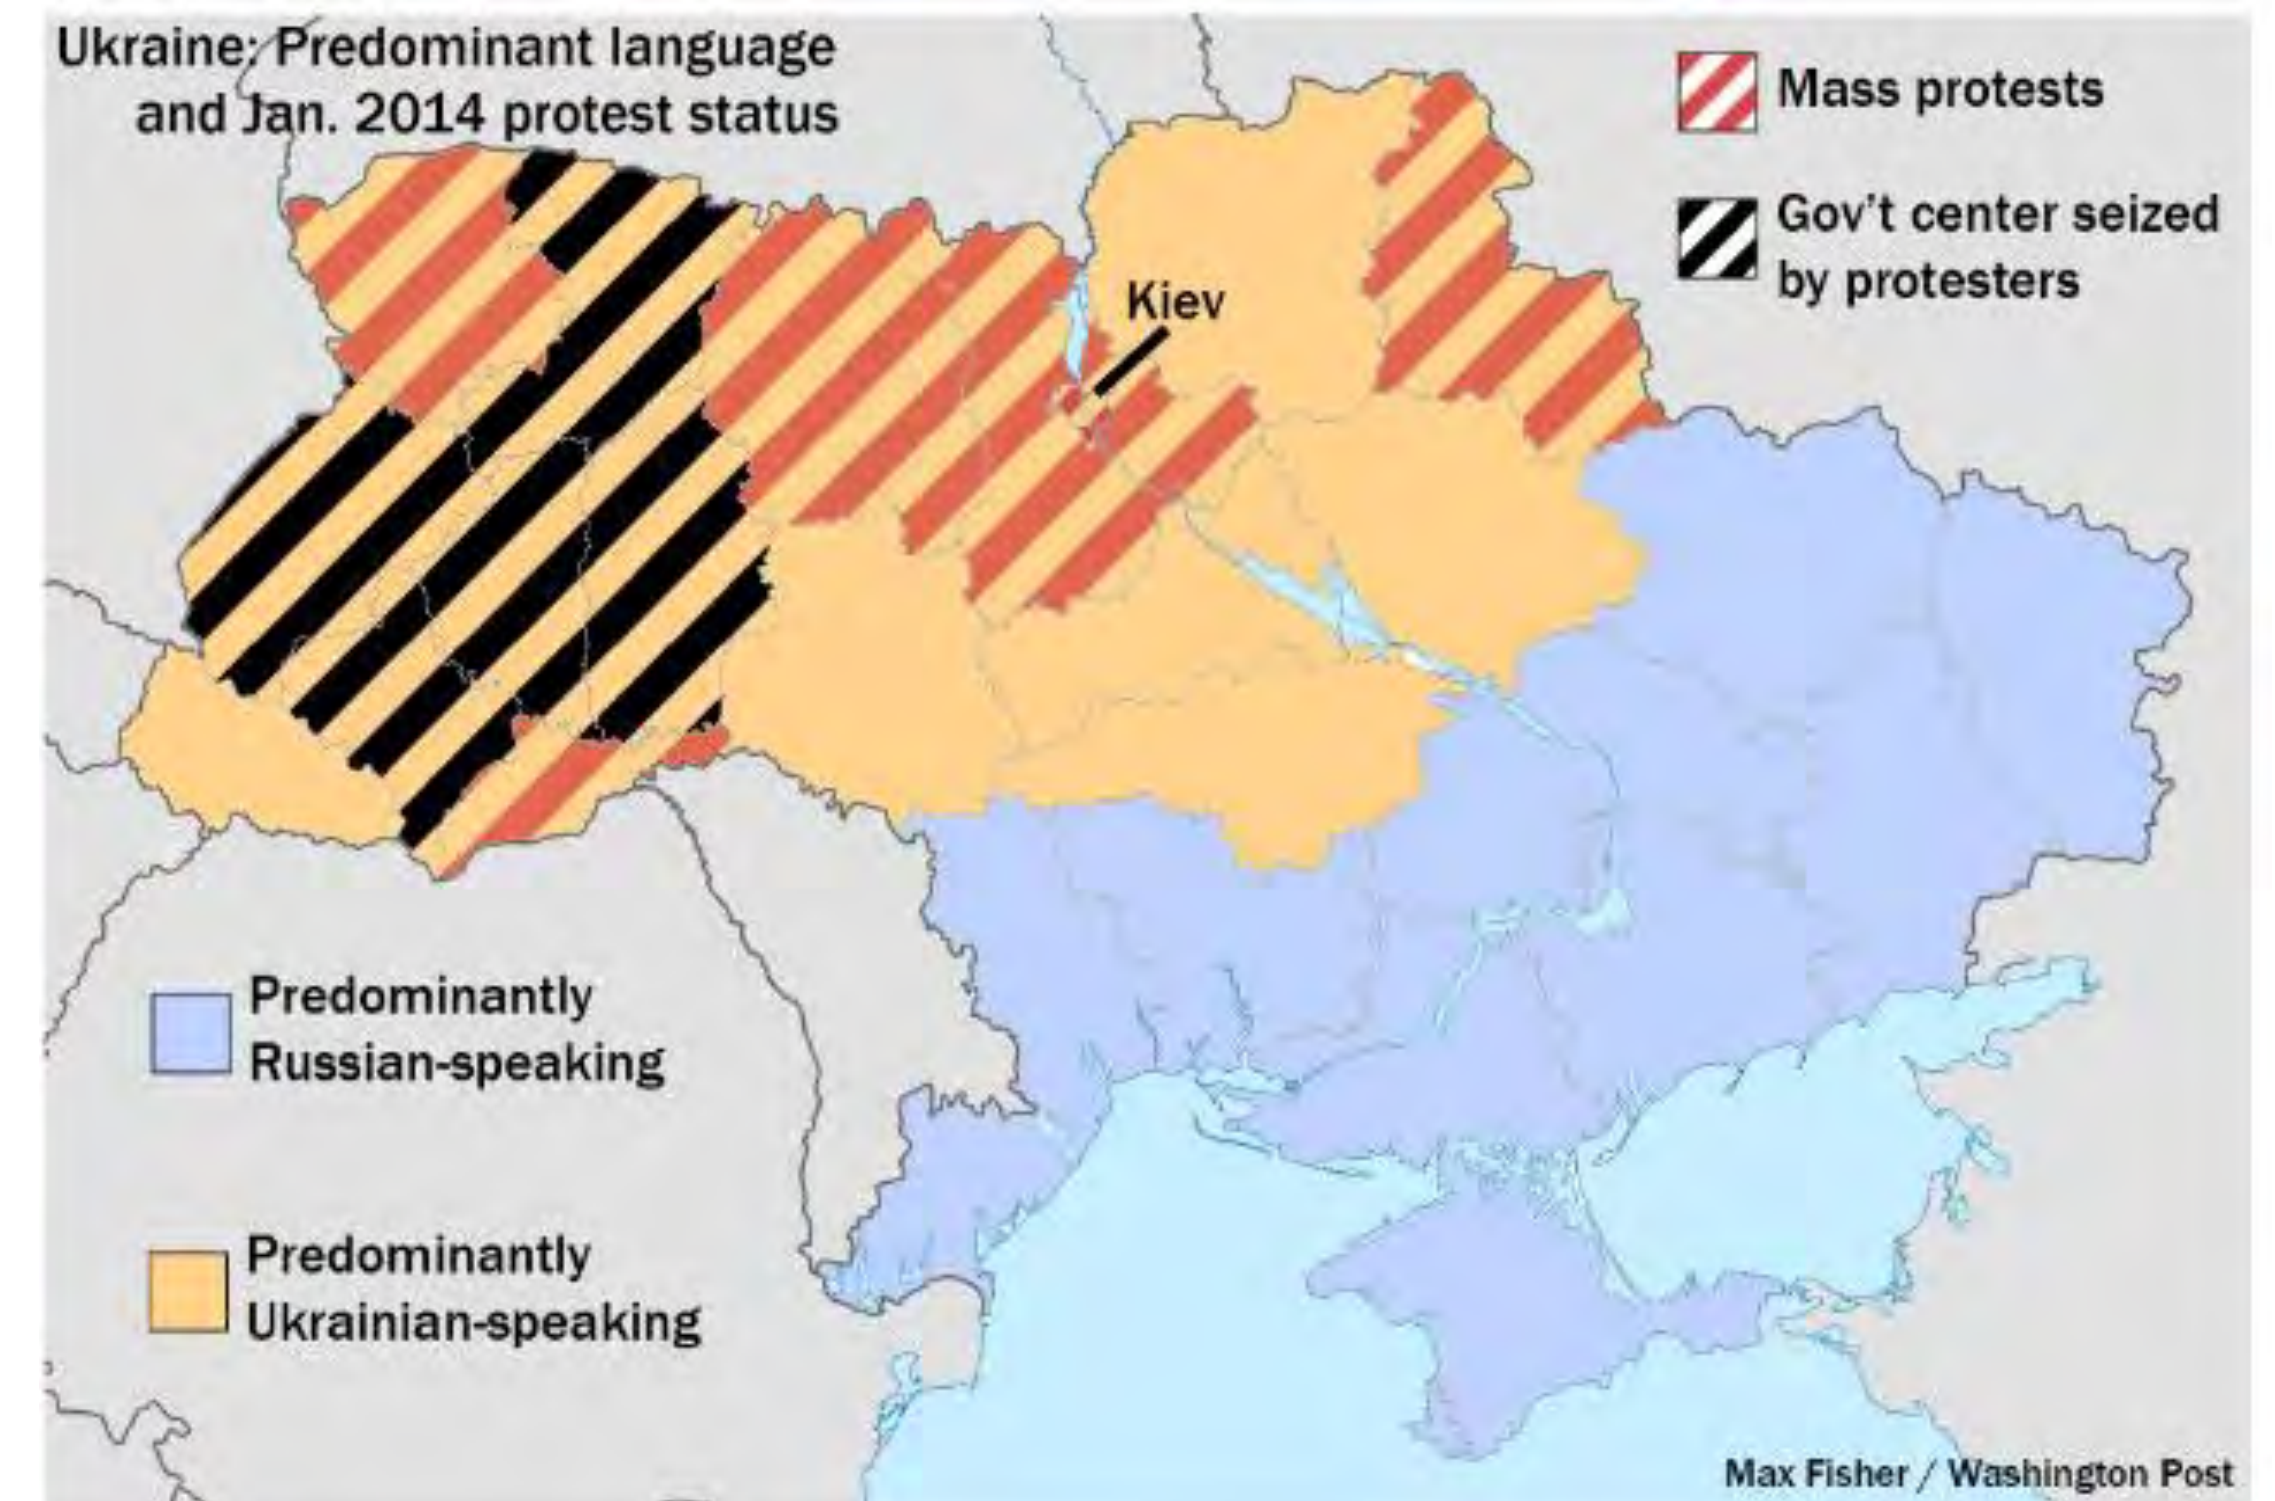 Ukraine: Predominant language
and Jan. 2014 protest status
Mass protests
Gov't center seized
by protesters
Kiev
Predominantly
Russian-speaking
Predominantly
Ukrainian-speaking
Max Fisher / Washington Post